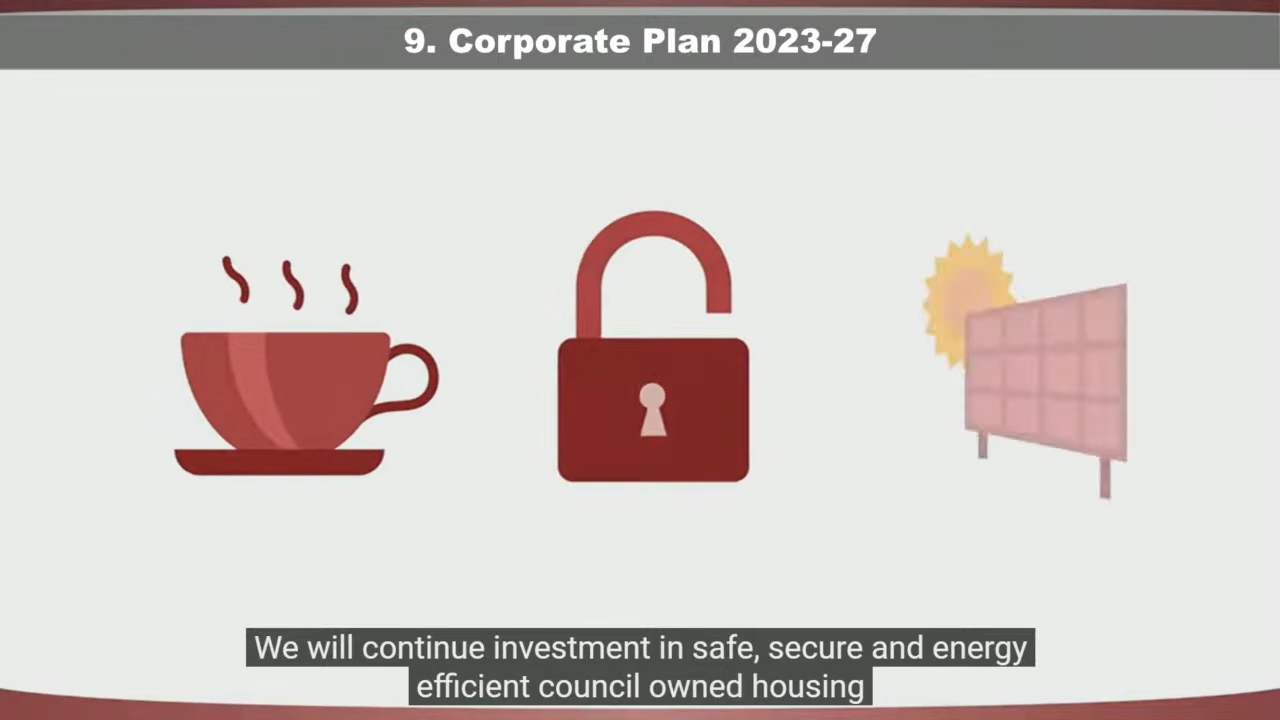 9. Corporate Plan 2023-27
We will continue investment in safe, secure and energy
efficient council owned housing